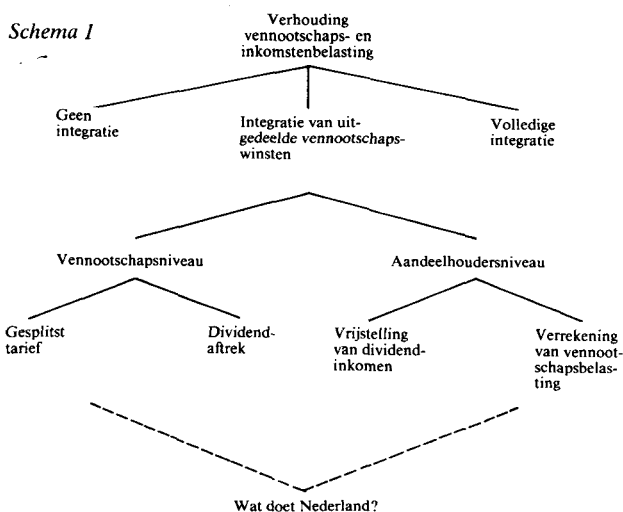 Schema 1
Verhouding
vennootschaps- en
inkomstenbelasting
Geen
integratie
Integratie van uit-
gedeelde vennootschaps-
winsten
Volledige
integratie
Vennootschapsniveau
Aandeelhoudersniveau
Gesplitst
tarief
Dividend-
aftrek
Vrijstelling
van dividend-
inkomen
Verrekening
van vennoot-
schapsbelas-
ting
Wat doet Nederland?